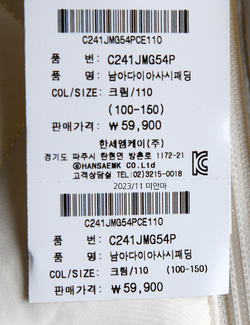 C241JMG54PCE110
품 번: C241JMG54P
품 명: 남아다이아사시패딩
COL/SIZE: 크림/110
(100-150)
판매가격: ₩59,900
한세엠케이(주)
경기도 파주시 탄현면 방촌로 1172-21
ⓒHANSAEMK CO.Ltd
고객상담실 TEL:02)3215-0018
2023/11 미얀마
C241JMG54PCE110
품 번: C241JMG54P
품 명: 남아다이아사시패딩
COL/SIZE: 크림/110 (100-150)
판매가격: ₩59,900